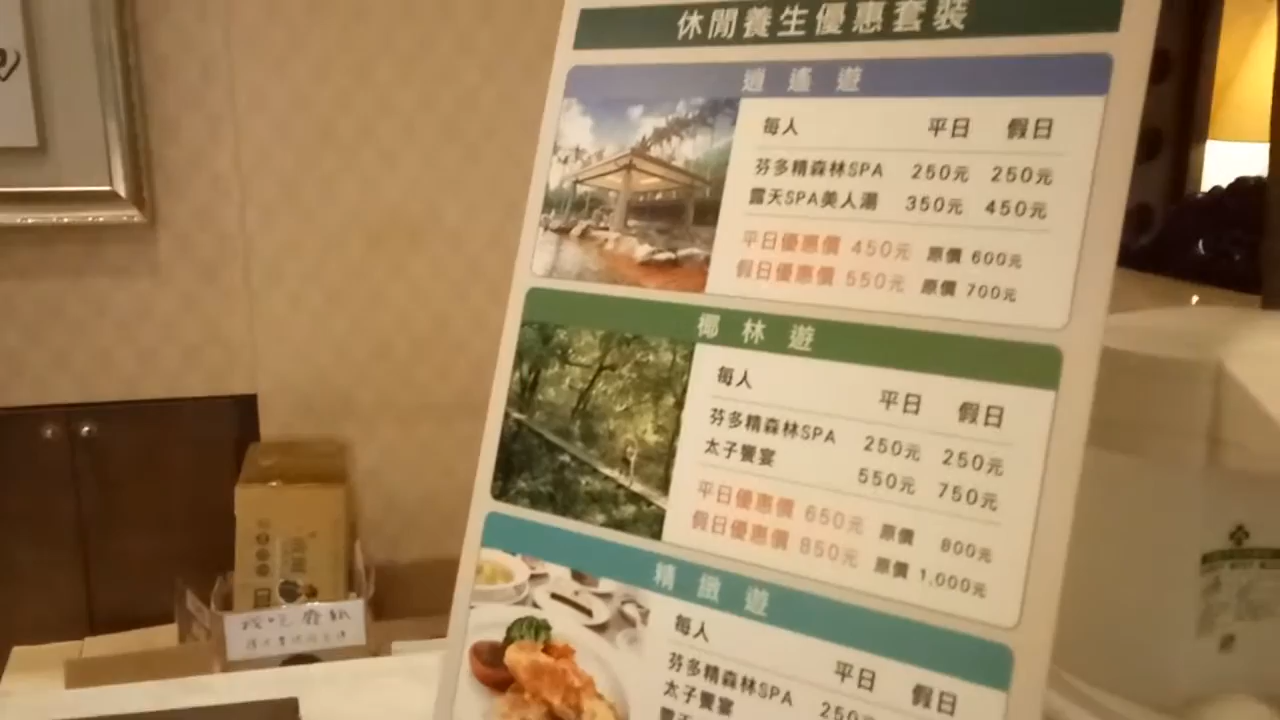 休閒養生優惠套裝
逍遙遊
每人 平日 假日
芬多精森林SPA 250元 250元
露天SPA美人湯 350元 450元
平日優惠價 450元 原價 600元
假日優惠價 550元 原價 700元
椰林遊
每人 平日 假日
芬多精森林SPA 250元 250元
太子饗宴 550元 750元
平日優惠價 650元 原價 800元
假日優惠價 850元 原價 1,000元
精緻遊
每人 平日 假日
芬多精森林SPA 250元
太子饗宴
露天